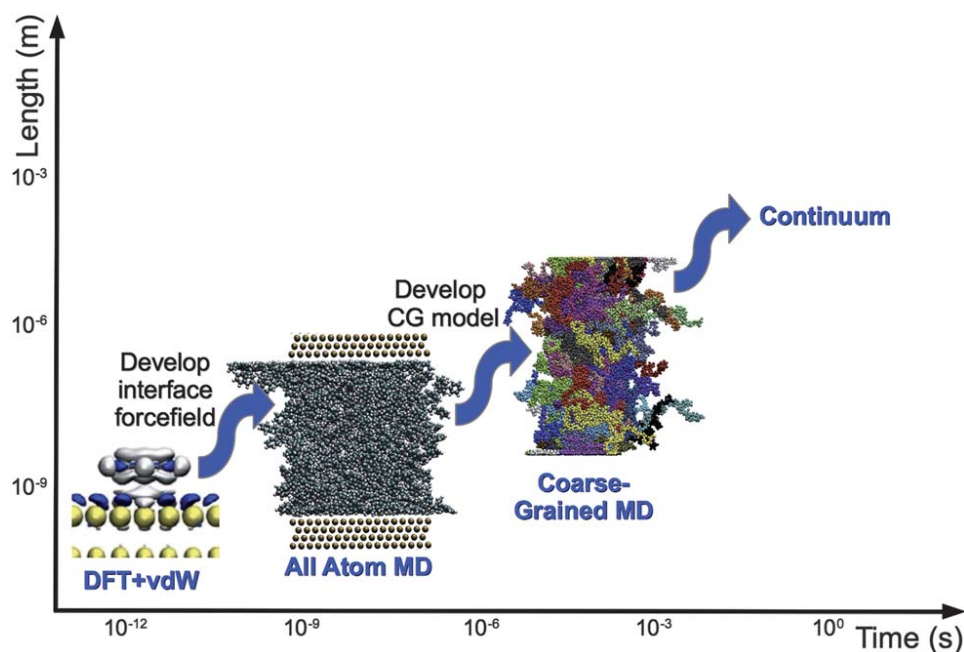 Length (m)
10⁻³
10⁻⁶
10⁻⁹
Continuum
Develop
CG model
Develop
interface
forcefield
Coarse-
Grained MD
All Atom MD
DFT+vdW
10⁻¹²
10⁻⁹
10⁻⁶
10⁻³
10⁰
Time (s)